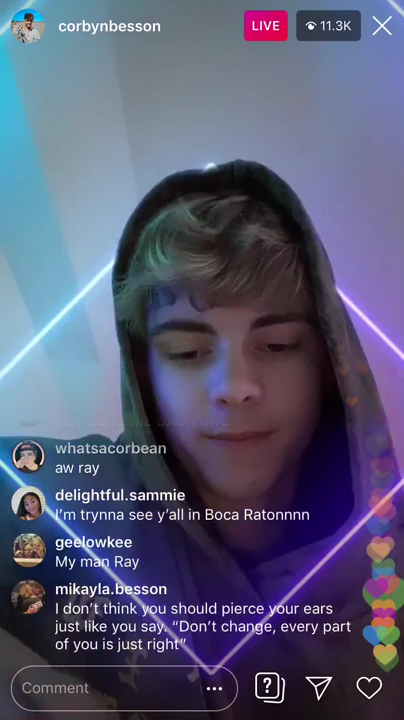 corbynbesson
LIVE
11.3K
whatsacorbean
aw ray
delightful.sammie
I'm trynna see y'all in Boca Ratonnnn
geelowkee
My man Ray
mikayla.besson
I don't think you should pierce your ears
just like you say. “Don't change, every part
of you is just right”
Comment